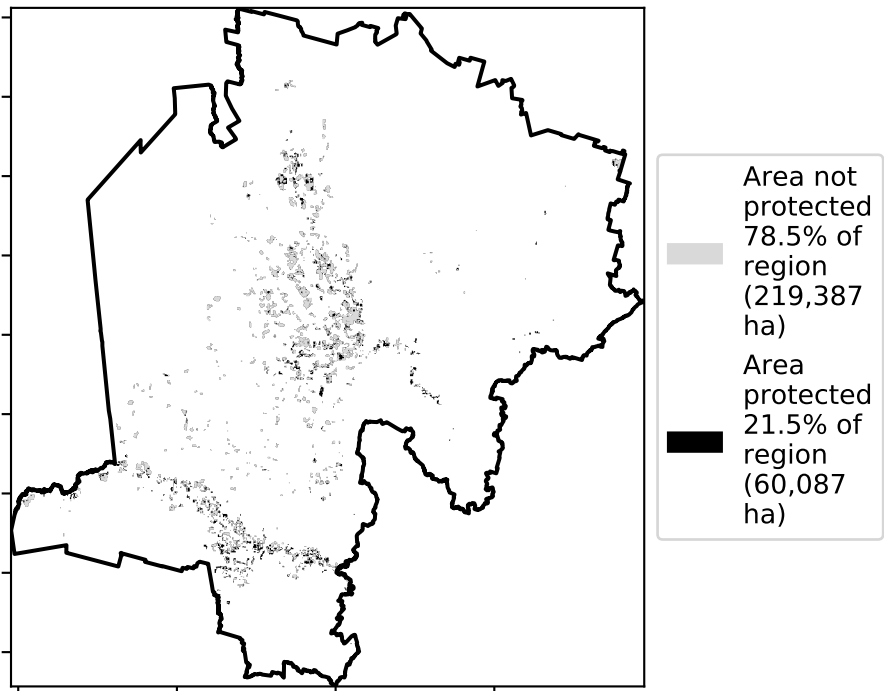 Area not
protected
78.5% of
region
(219,387
ha)
Area
protected
21.5% of
region
(60,087
ha)